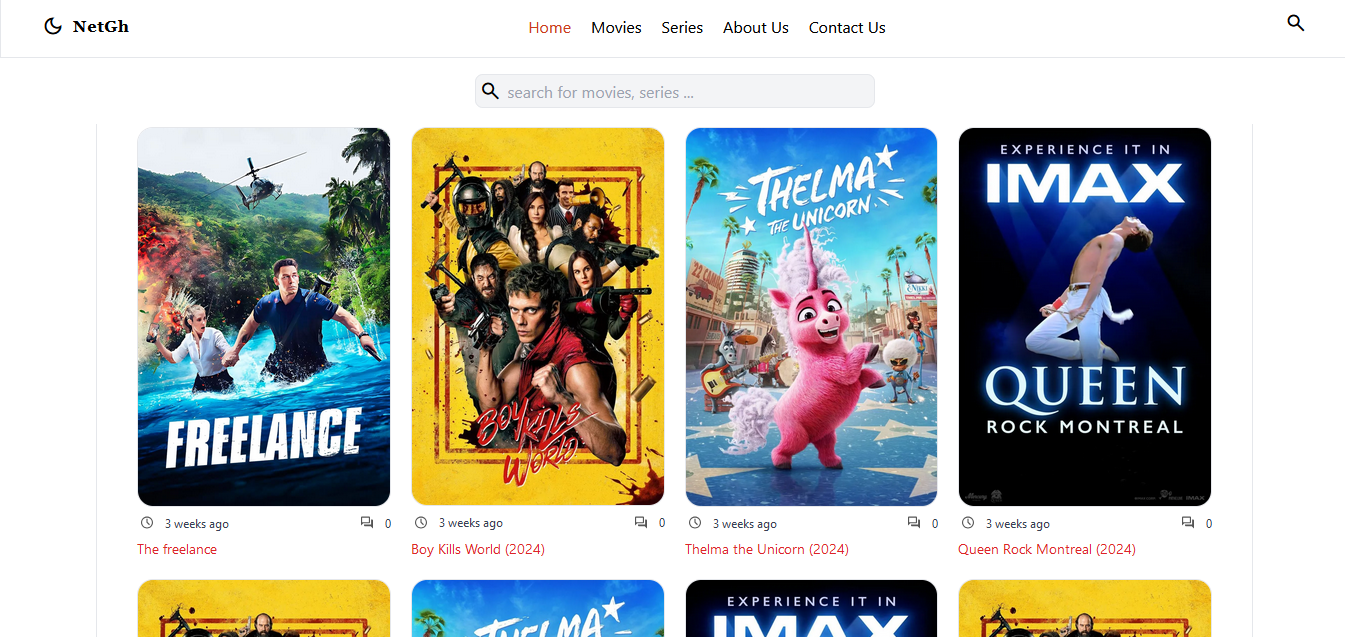 NetGh
Home Movies Series About Us Contact Us
search for movies, series ...
FREELANCE
BOY KILLS
WORLD
THELMA
THE UNICORN
EXPERIENCE IT IN
IMAX
QUEEN
ROCK MONTREAL
3 weeks ago 0
3 weeks ago 0
3 weeks ago 0
3 weeks ago 0
The freelance
Boy Kills World (2024)
Thelma the Unicorn (2024)
Queen Rock Montreal (2024)
THELMA
EXPERIENCE IT IN
IMAX